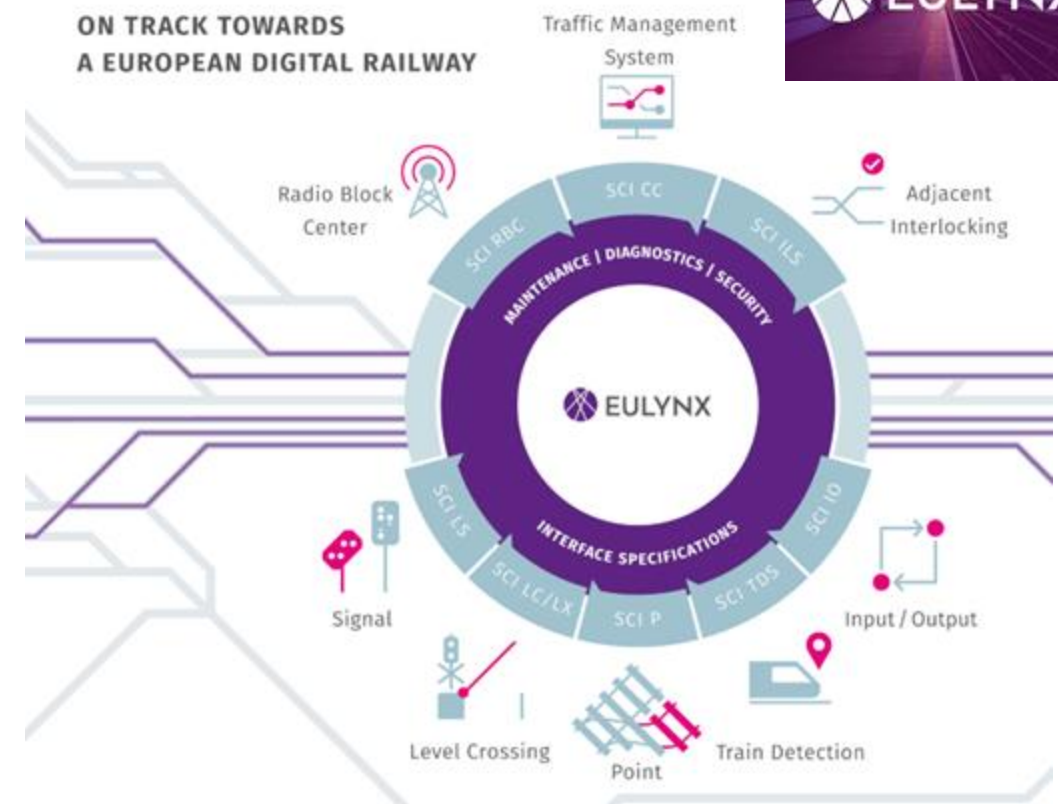 ON TRACK TOWARDS
A EUROPEAN DIGITAL RAILWAY
EULYNX
Traffic Management
System
Radio Block
Center
Adjacent
Interlocking
SCI RBC
SCI CC
SCI ILS
MAINTENANCE | DIAGNOSTICS | SECURITY
EULYNX
INTERFACE SPECIFICATIONS
SCI LS
SCI LC/LX
SCI P
SCI TDS
SCI IO
Signal
Input / Output
Level Crossing
Point
Train Detection